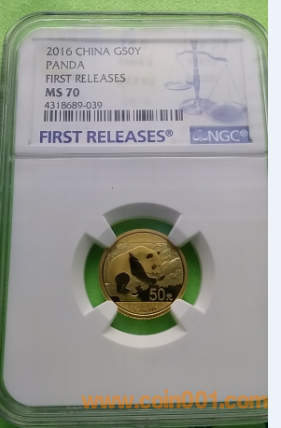 2016 CHINA G50Y
PANDA
FIRST RELEASES
MS 70
4318689-039
FIRST RELEASES®
NGC®
50元
www.coin001.com